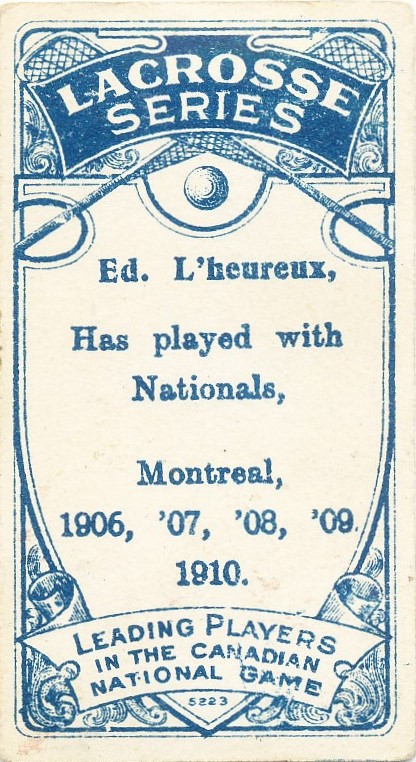 LACROSSE
SERIES
Ed. L'heureux,
Has played with
Nationals,
Montreal,
1906, '07, '08, '09.
1910.
LEADING PLAYERS
IN THE CANADIAN
NATIONAL GAME
5223